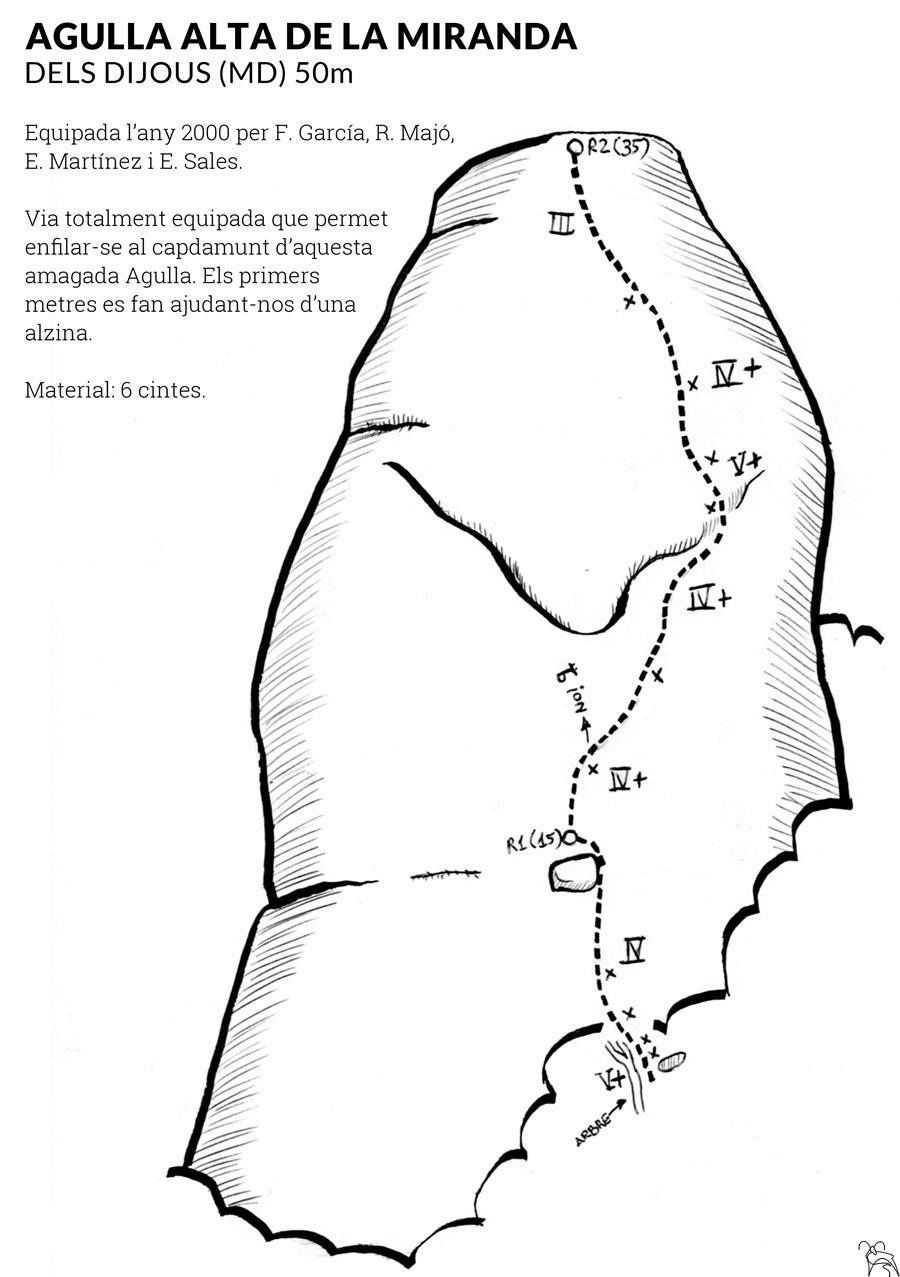 AGULLA ALTA DE LA MIRANDA
DELS DIJOUS (MD) 50m
Equipada l’any 2000 per F. García, R. Majó,
E. Martínez i E. Sales.
Via totalment equipada que permet
enfilar-se al capdamunt d’aquesta
amagada Agulla. Els primers
metres es fan ajudant-nos d’una
alzina.
Material: 6 cintes.
R2(35)
III
IV+
V+
IV+
IV+
R1(15)
IV
V+
ARBRE